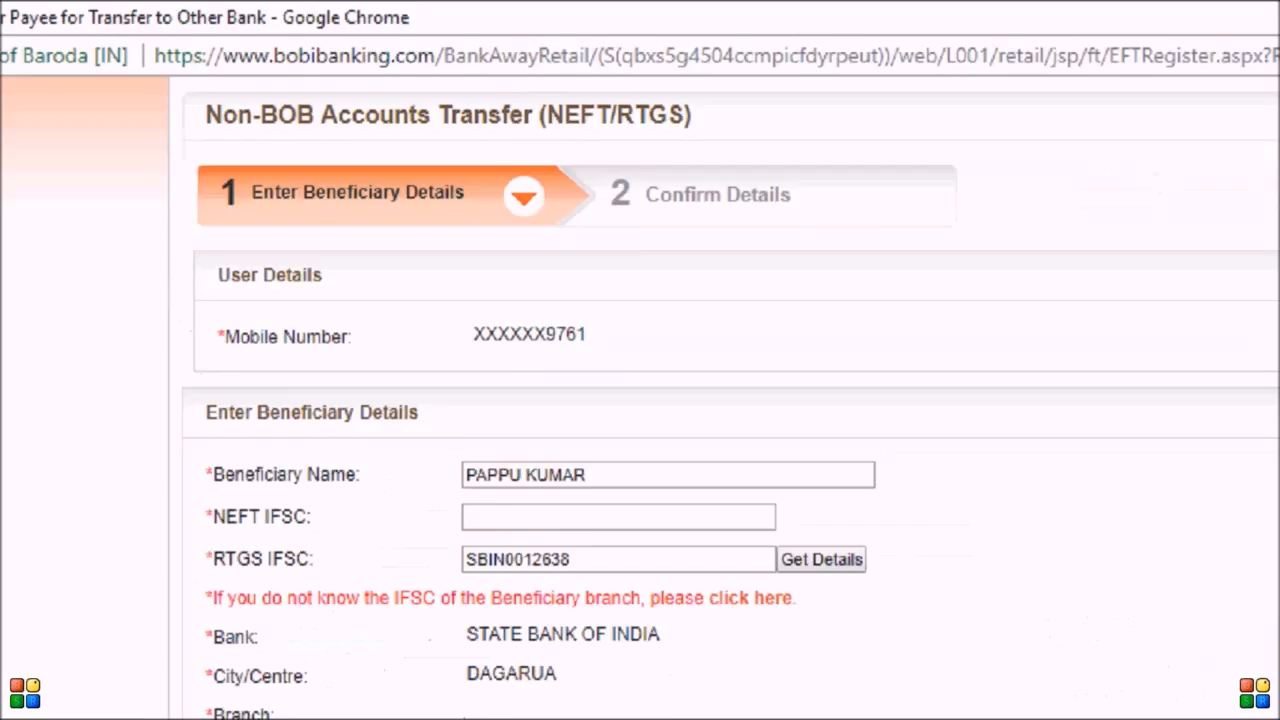 r Payee for Transfer to Other Bank - Google Chrome
of Baroda [IN] | https://www.bobibanking.com/BankAwayRetail/(S(qbxs5g4504ccmpicfdyrpeut))/web/L001/retail/jsp/ft/EFTRegister.aspx?
Non-BOB Accounts Transfer (NEFT/RTGS)
1 Enter Beneficiary Details 2 Confirm Details
User Details
*Mobile Number: XXXXXX9761
Enter Beneficiary Details
*Beneficiary Name: PAPPU KUMAR
*NEFT IFSC:
*RTGS IFSC: SBIN0012638 Get Details
*If you do not know the IFSC of the Beneficiary branch, please click here.
*Bank: STATE BANK OF INDIA
*City/Centre: DAGARUA
*Branch: